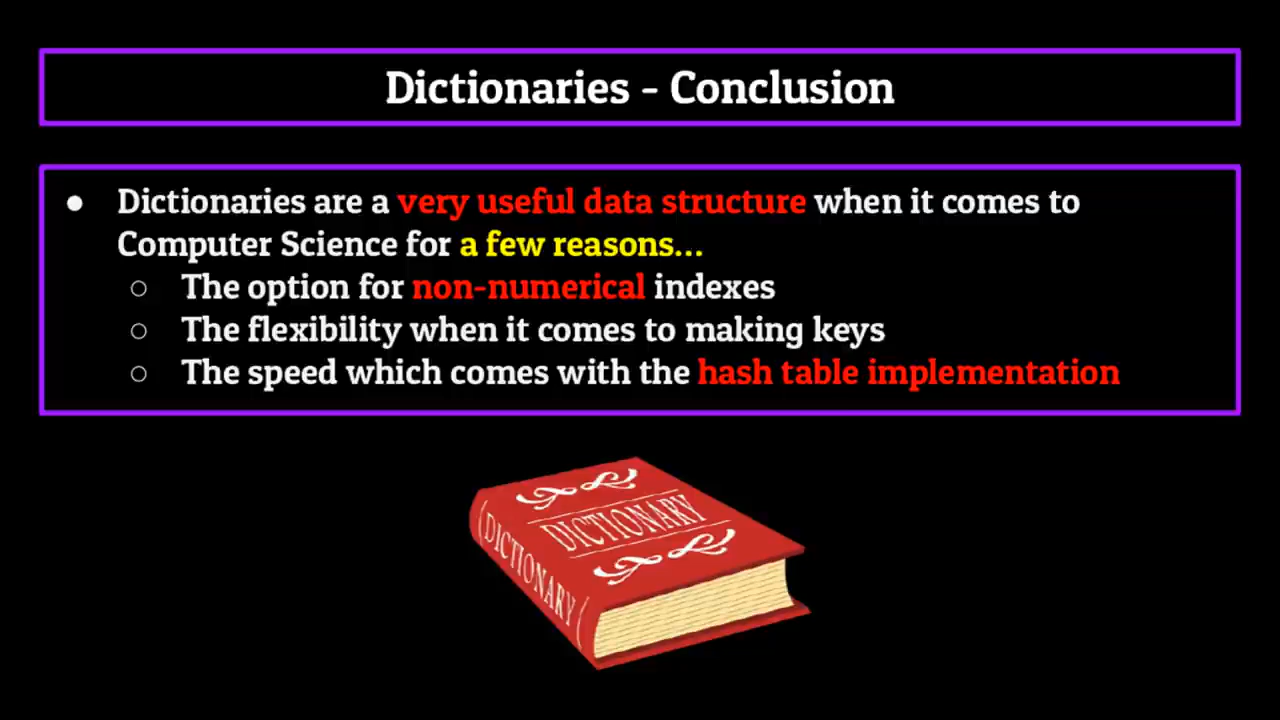 Dictionaries - Conclusion
● Dictionaries are a very useful data structure when it comes to
Computer Science for a few reasons...
○ The option for non-numerical indexes
○ The flexibility when it comes to making keys
○ The speed which comes with the hash table implementation
DICTIONARY
DICTIONARY